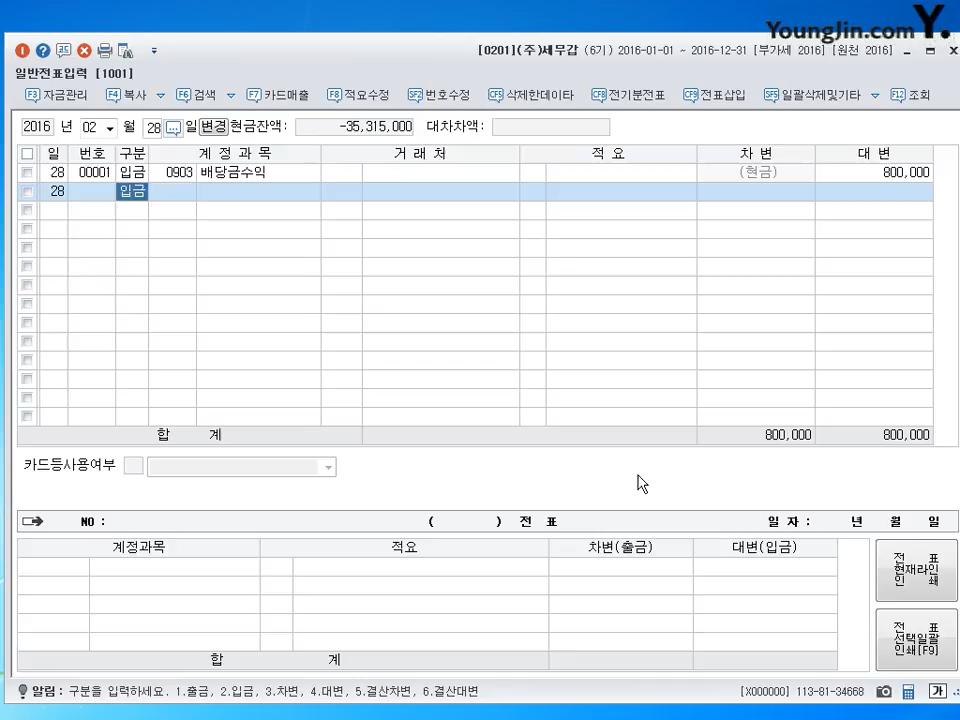 YoungJin.com Y.
[0201](주)세무갑 (6기) 2016-01-01 ~ 2016-12-31 [부가세 2016] [원천 2016]
일반전표입력 [1001]
F3 자금관리 F4 복사 F6 검색 F7 카드매출 F8 적요수정 SF2 번호수정 CF5 삭제한데이타 CF8 전기분전표 CF9 전표삽입 SF5 일괄삭제및기타 F12 조회
2016 년 02 월 28 일 변경 현금잔액: -35,315,000 대차차액:
일 번호 구분 계 정 과 목 거 래 처 적 요 차 변 대 변
28 00001 입금 0903 배당금수익 (현금) 800,000
28 입금
합 계 800,000 800,000
카드등사용여부
NO : ( ) 전 표 일 자 : 년 월 일
계정과목 적요 차변(출금) 대변(입금)
전 표
현재라인
인 쇄
전 표
선택일괄
인쇄[F9]
합 계
알림 : 구분을 입력하세요. 1.출금, 2.입금, 3.차변, 4.대변, 5.결산차변, 6.결산대변 [X000000] 113-81-34668 가